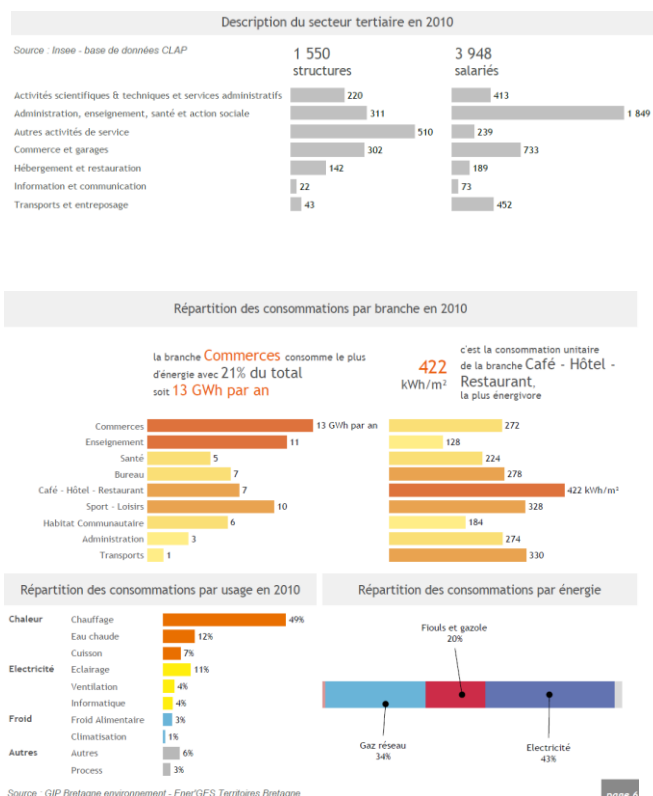 Description du secteur tertiaire en 2010
Source : Insee - base de données CLAP
1 550
structures
3 948
salariés
Activités scientifiques & techniques et services administratifs 220 413
Administration, enseignement, santé et action sociale 311 1 849
Autres activités de service 510 239
Commerce et garages 302 733
Hébergement et restauration 142 189
Information et communication 22 73
Transports et entreposage 43 452
Répartition des consommations par branche en 2010
la branche Commerces consomme le plus
d'énergie avec 21% du total
soit 13 GWh par an
422
kWh/m²
c'est la consommation unitaire
de la branche Café - Hôtel -
Restaurant,
la plus énergivore
Commerces 13 GWh par an 272
Enseignement 11 128
Santé 5 224
Bureau 7 278
Café - Hôtel - Restaurant 7 422 kWh/m²
Sport - Loisirs 10 328
Habitat Communautaire 6 184
Administration 3 274
Transports 1 330
Répartition des consommations par usage en 2010
Chaleur Chauffage 49%
Eau chaude 12%
Cuisson 7%
Electricité Eclairage 11%
Ventilation 4%
Informatique 4%
Froid Froid Alimentaire 3%
Climatisation 1%
Autres Autres 6%
Process 3%
Répartition des consommations par énergie
Fiouls et gazole
20%
Gaz réseau
34%
Electricité
43%
Source : GIP Bretagne environnement - Ener'GES Territoires Bretagne
page 6